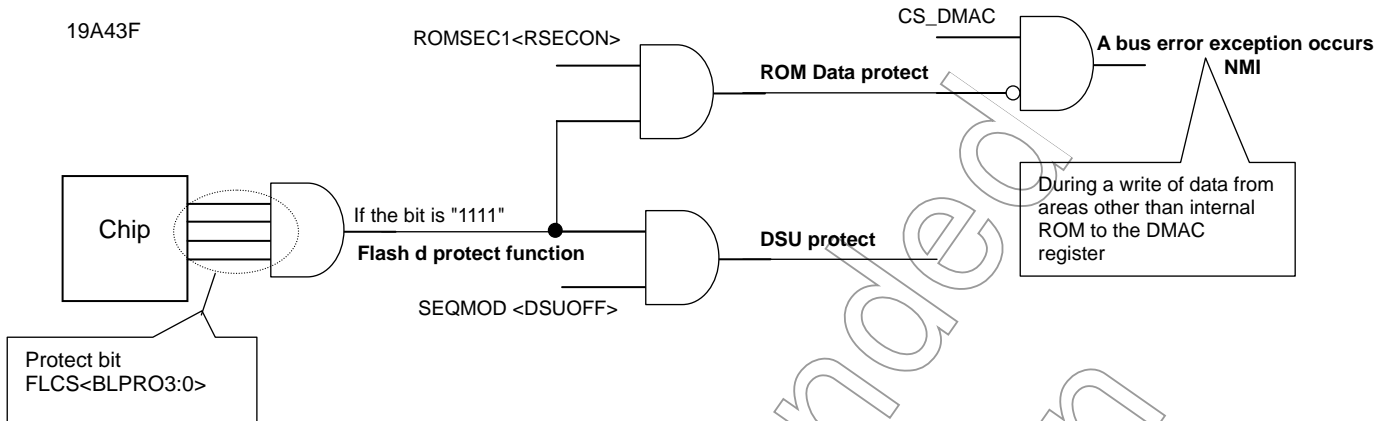 19A43F
CS_DMAC
ROMSEC1<RSECON>
A bus error exception occurs
NMI
ROM Data protect
During a write of data from
areas other than internal
ROM to the DMAC
register
Chip
If the bit is "1111"
Flash d protect function
DSU protect
SEQMOD <DSUOFF>
Protect bit
FLCS<BLPRO3:0>